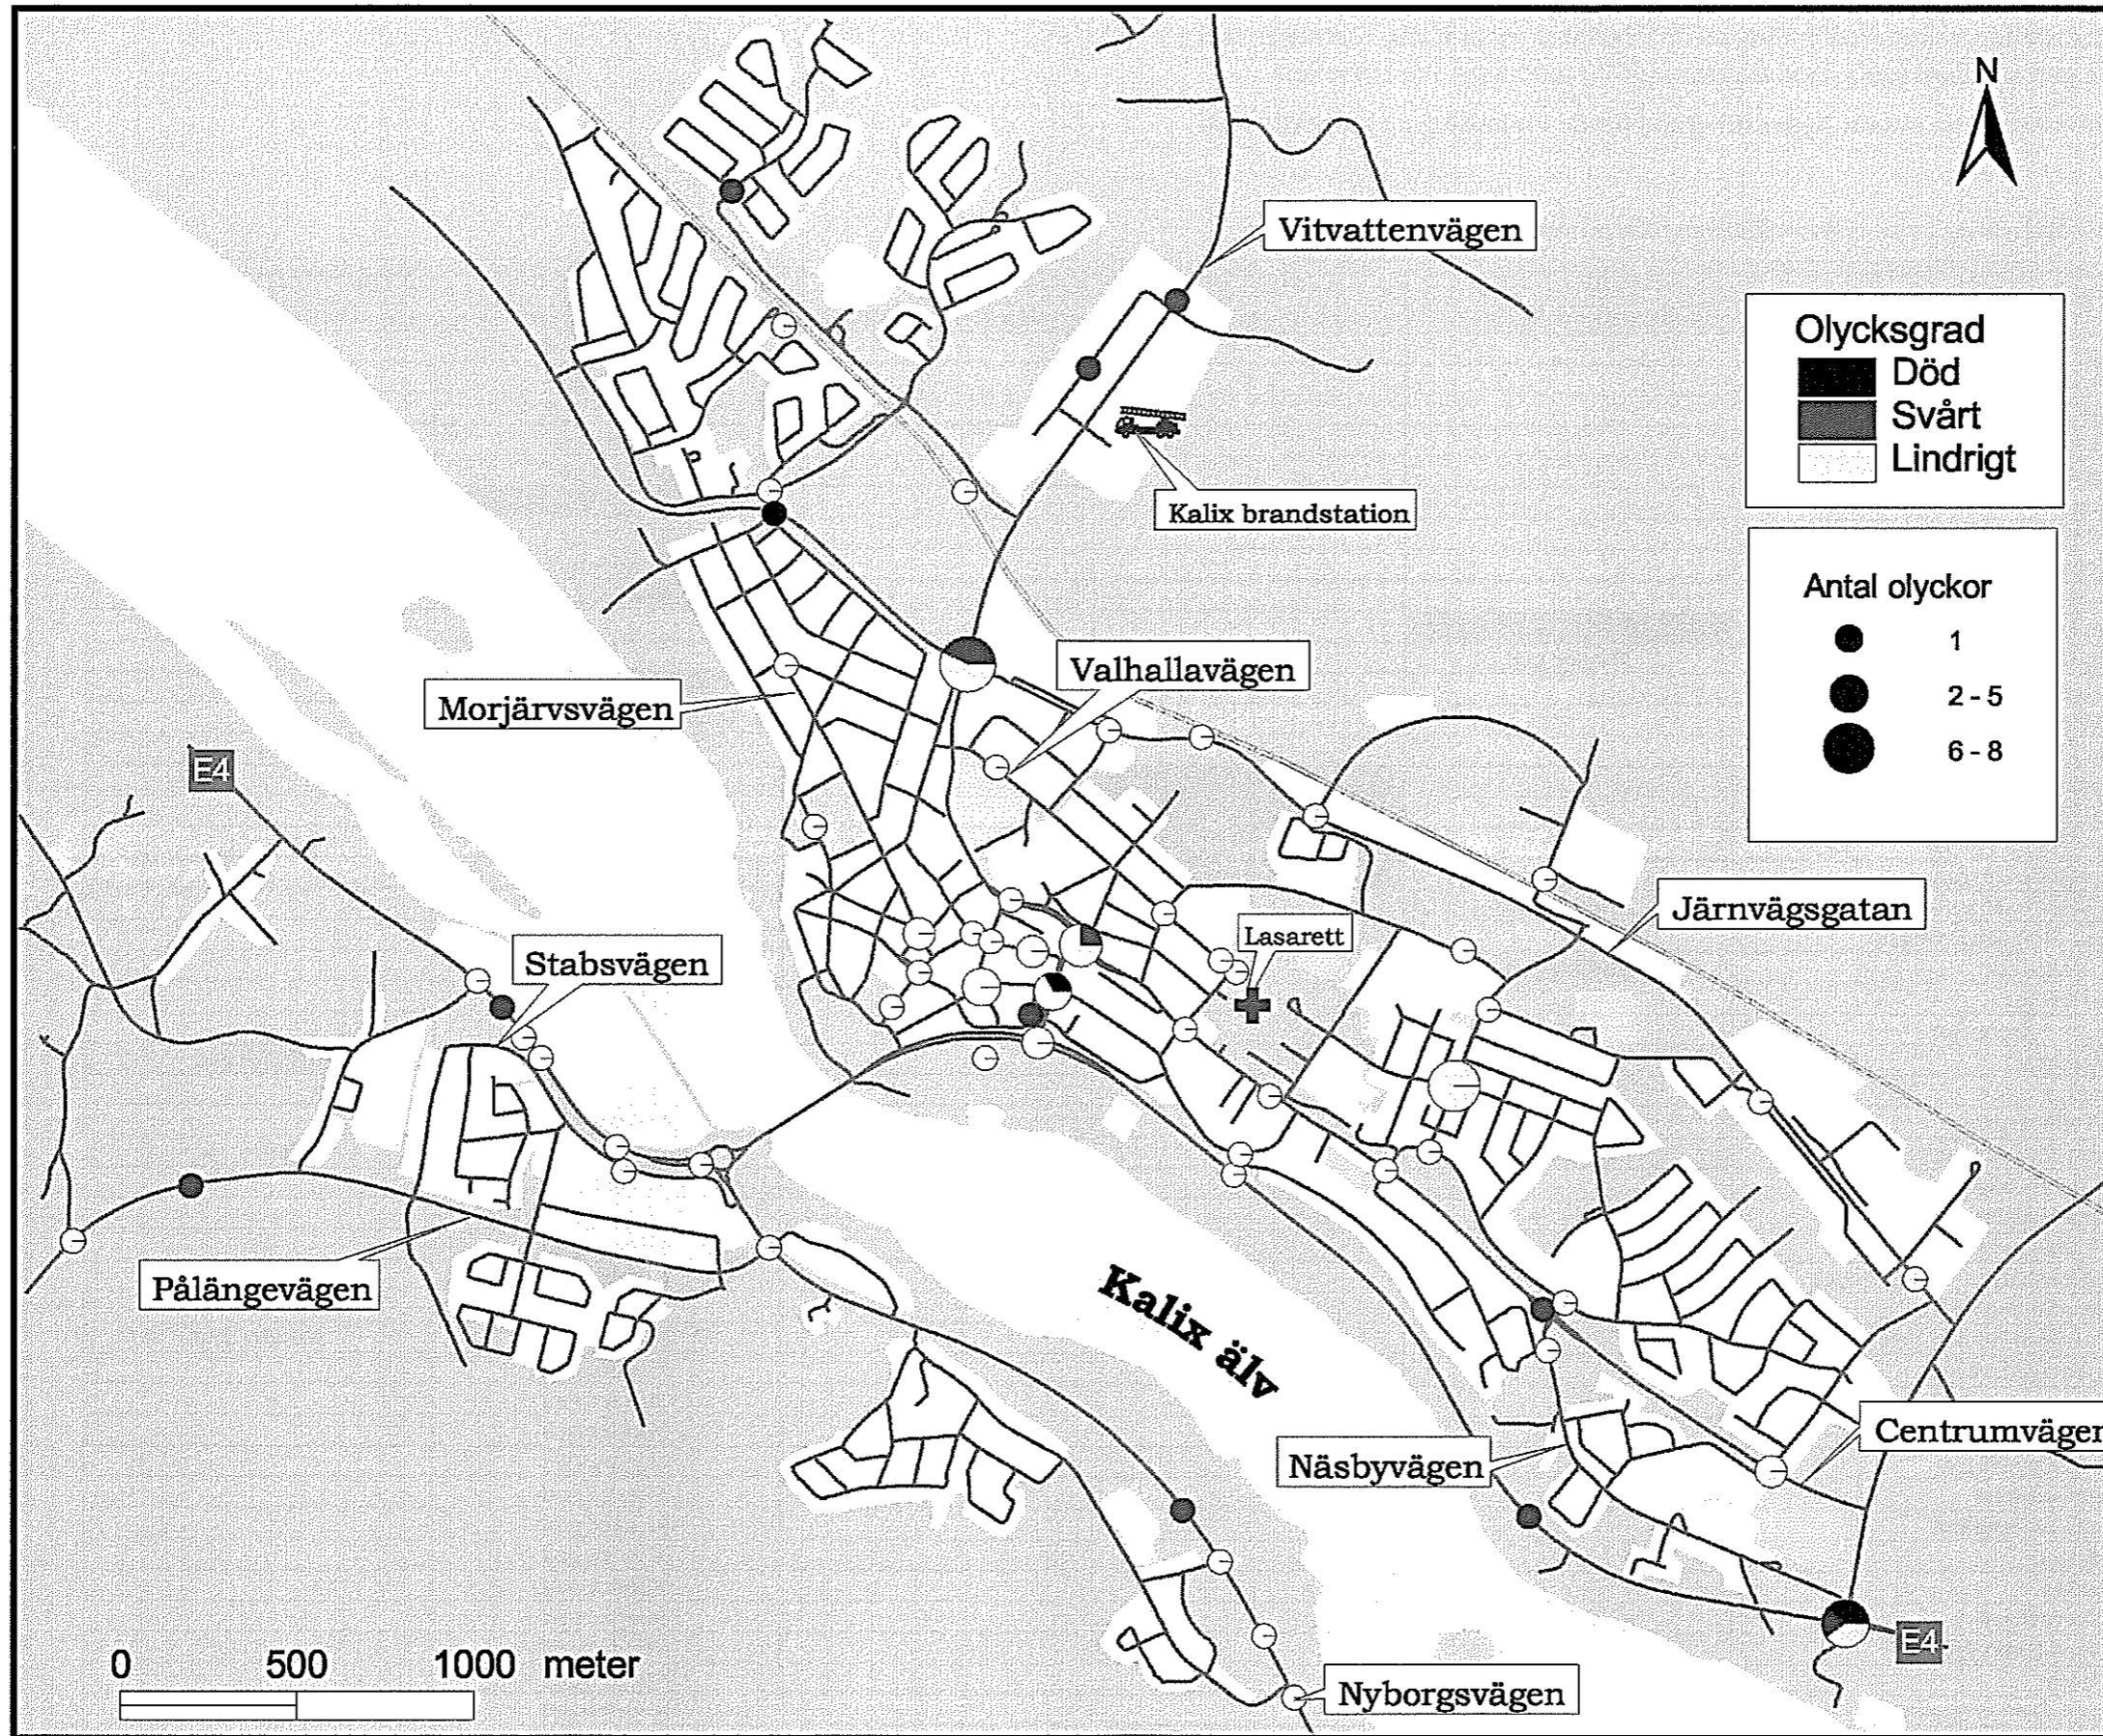 N
Vitvattenvägen
Olycksgrad
Död
Svårt
Lindrigt
Kalix brandstation
Antal olyckor
1
2 - 5
6 - 8
Valhallavägen
Morjärvsvägen
E4
Järnvägsgatan
Lasarett
Stabsvägen
Pålängevägen
Kalix älv
Centrumvägen
Näsbyvägen
E4
0 500 1000 meter
Nyborgsvägen